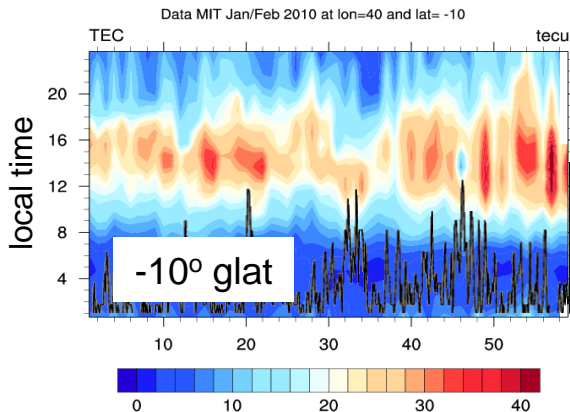 Data MIT Jan/Feb 2010 at lon=40 and lat= -10
TEC tecu
20
16
12
8
4
local time
-10º glat
10 20 30 40 50
0 10 20 30 40